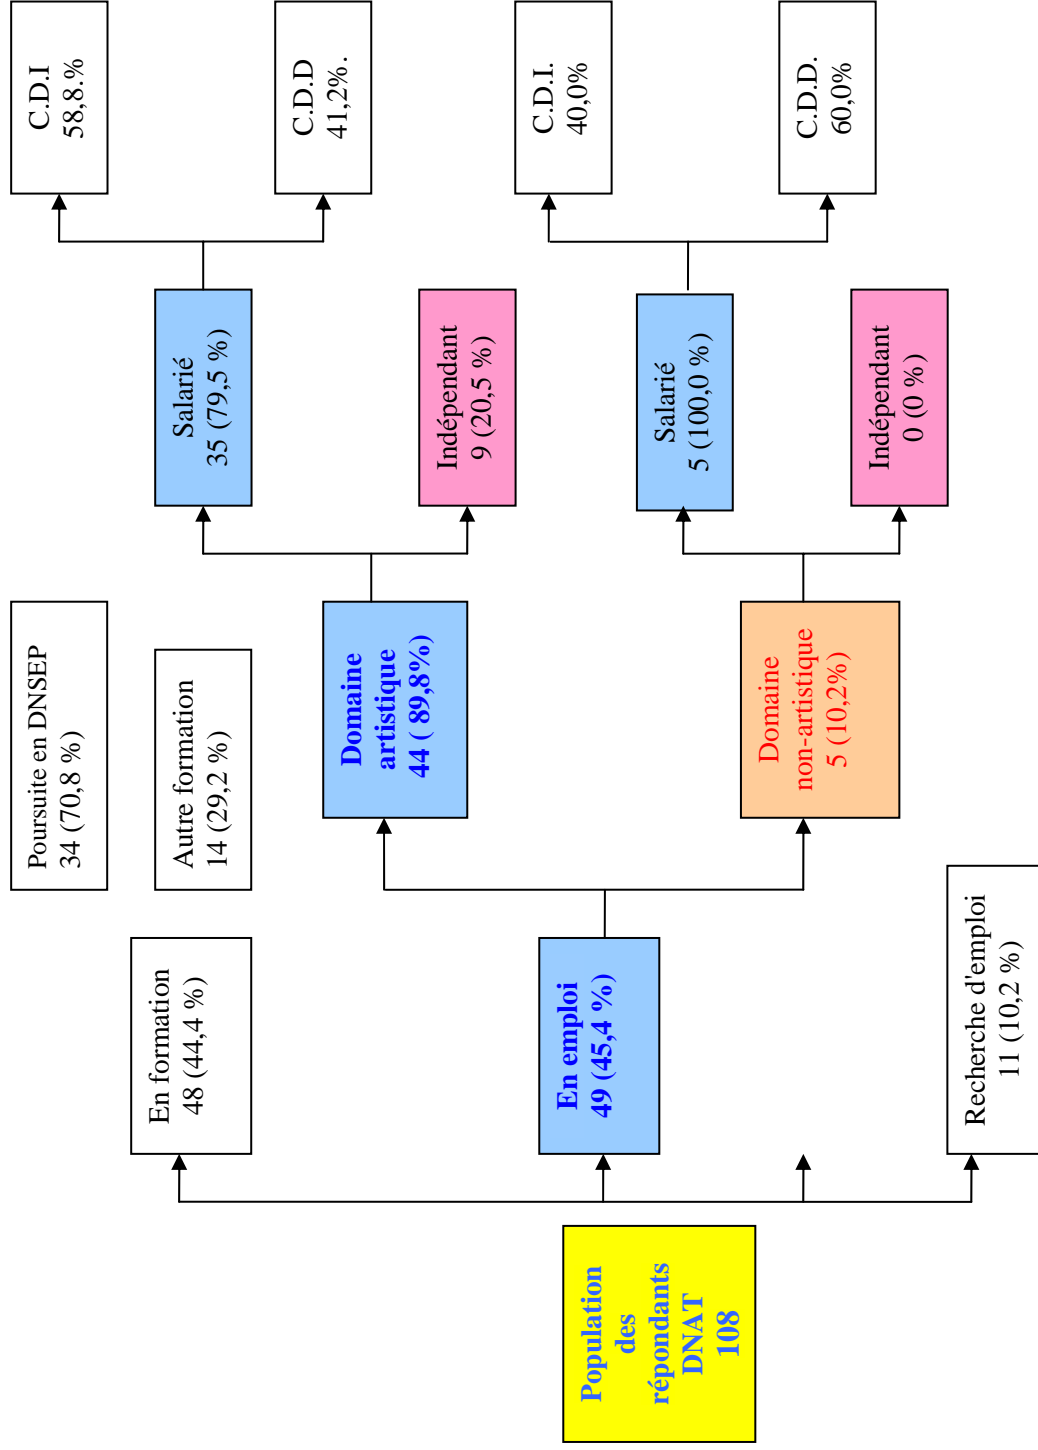 Population
des
répondants
DNAT
108
En formation
48 (44,4 %)
Poursuite en DNSEP
34 (70,8 %)
Autre formation
14 (29,2 %)
En emploi
49 (45,4 %)
Domaine
artistique
44 ( 89,8%)
Salarié
35 (79,5 %)
C.D.I
58,8.%
C.D.D
41,2%.
Indépendant
9 (20,5 %)
Domaine
non-artistique
5 (10,2%)
Salarié
5 (100,0 %)
C.D.I.
40,0%
C.D.D.
60,0%
Indépendant
0 (0 %)
Recherche d'emploi
11 (10,2 %)